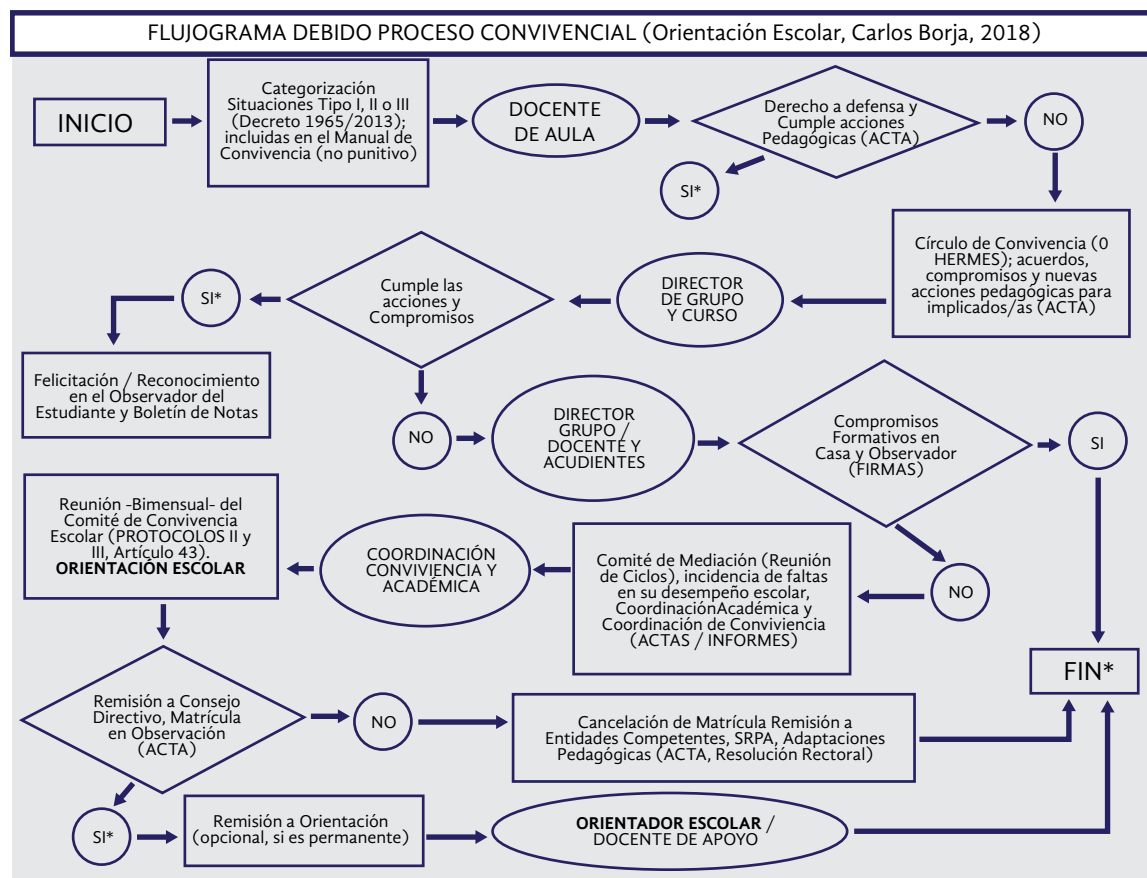 FLUJOGRAMA DEBIDO PROCESO CONVIVENCIAL (Orientación Escolar, Carlos Borja, 2018)
INICIO
Categorización
Situaciones Tipo I, II o III
(Decreto 1965/2013);
incluidas en el Manual de
Convivencia (no punitivo)
DOCENTE
DE AULA
Derecho a defensa y
Cumple acciones
Pedagógicas (ACTA)
NO
SI*
Círculo de Convivencia (0
HERMES); acuerdos,
compromisos y nuevas
acciones pedagógicas para
implicados/as (ACTA)
DIRECTOR
DE GRUPO
Y CURSO
Cumple las
acciones y
Compromisos
SI*
Felicitación / Reconocimiento
en el Observador del
Estudiante y Boletín de Notas
NO
DIRECTOR
GRUPO /
DOCENTE Y
ACUDIENTES
Compromisos
Formativos en
Casa y Observador
(FIRMAS)
SI
NO
Comité de Mediación (Reunión
de Ciclos), incidencia de faltas
en su desempeño escolar,
CoordinaciónAcadémica y
Coordinación de Conviviencia
(ACTAS / INFORMES)
COORDINACIÓN
CONVIVIENCIA Y
ACADÉMICA
Reunión -Bimensual- del
Comité de Convivencia
Escolar (PROTOCOLOS II y
III, Artículo 43).
ORIENTACIÓN ESCOLAR
Remisión a Consejo
Directivo, Matrícula
en Observación
(ACTA)
NO
Cancelación de Matrícula Remisión a
Entidades Competentes, SRPA, Adaptaciones
Pedagógicas (ACTA, Resolución Rectoral)
FIN*
SI*
Remisión a Orientación
(opcional, si es permanente)
ORIENTADOR ESCOLAR /
DOCENTE DE APOYO